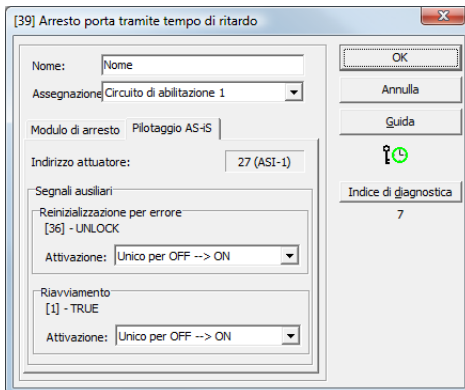 [39] Arresto porta tramite tempo di ritardo
Nome: Nome
Assegnazione Circuito di abilitazione 1
Modulo di arresto Pilotaggio AS-iS
Indirizzo attuatore: 27 (ASI-1)
Segnali ausiliari
Reinizializzazione per errore
[36] - UNLOCK
Attivazione: Unico per OFF --> ON
Riavviamento
[1] - TRUE
Attivazione: Unico per OFF --> ON
OK
Annulla
Guida
Indice di diagnostica
7